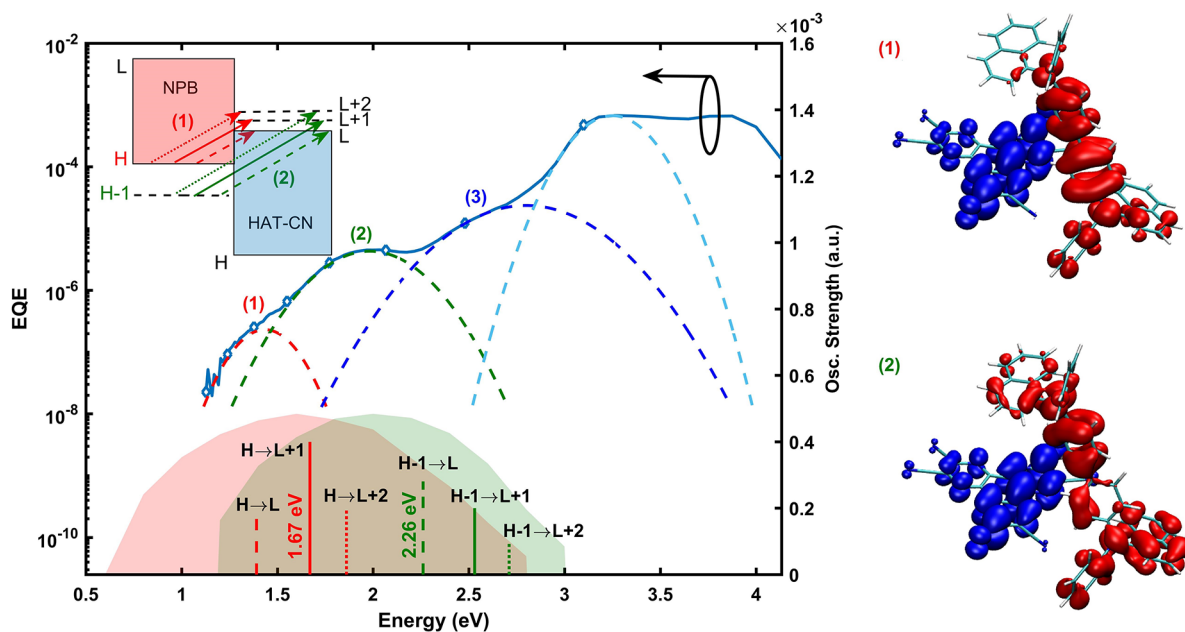 ×10⁻³
10⁻²
10⁻⁴
10⁻⁶
10⁻⁸
10⁻¹⁰
EQE
L
NPB
(1)
H
H-1
(2)
HAT-CN
H
L+2
L+1
L
(1)
(2)
(3)
H→L+1
H→L
1.67 eV
H→L+2
H-1→L
2.26 eV
H-1→L+1
H-1→L+2
0.5
1
1.5
2
2.5
3
3.5
4
Energy (eV)
1.6
1.4
1.2
1
0.8
0.6
0.4
0.2
0
Osc. Strength (a.u.)
(1)
(2)